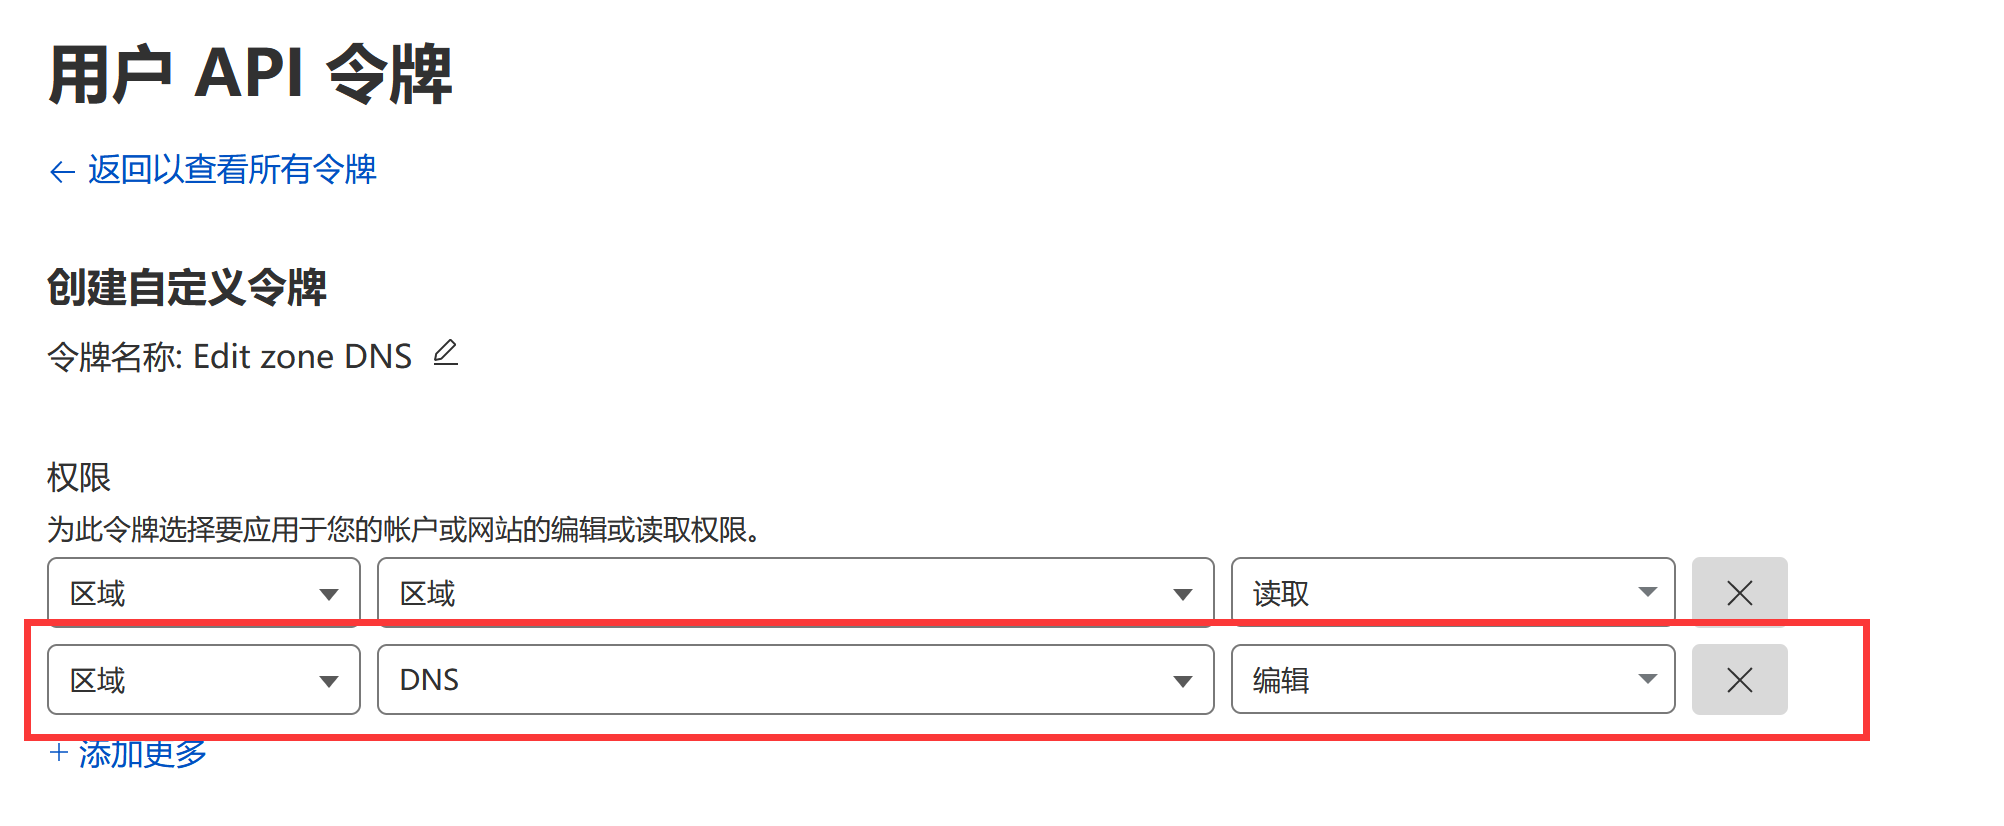 用户 API 令牌
← 返回以查看所有令牌
创建自定义令牌
令牌名称: Edit zone DNS
权限
为此令牌选择要应用于您的帐户或网站的编辑或读取权限。
区域 区域 读取
区域 DNS 编辑
+ 添加更多